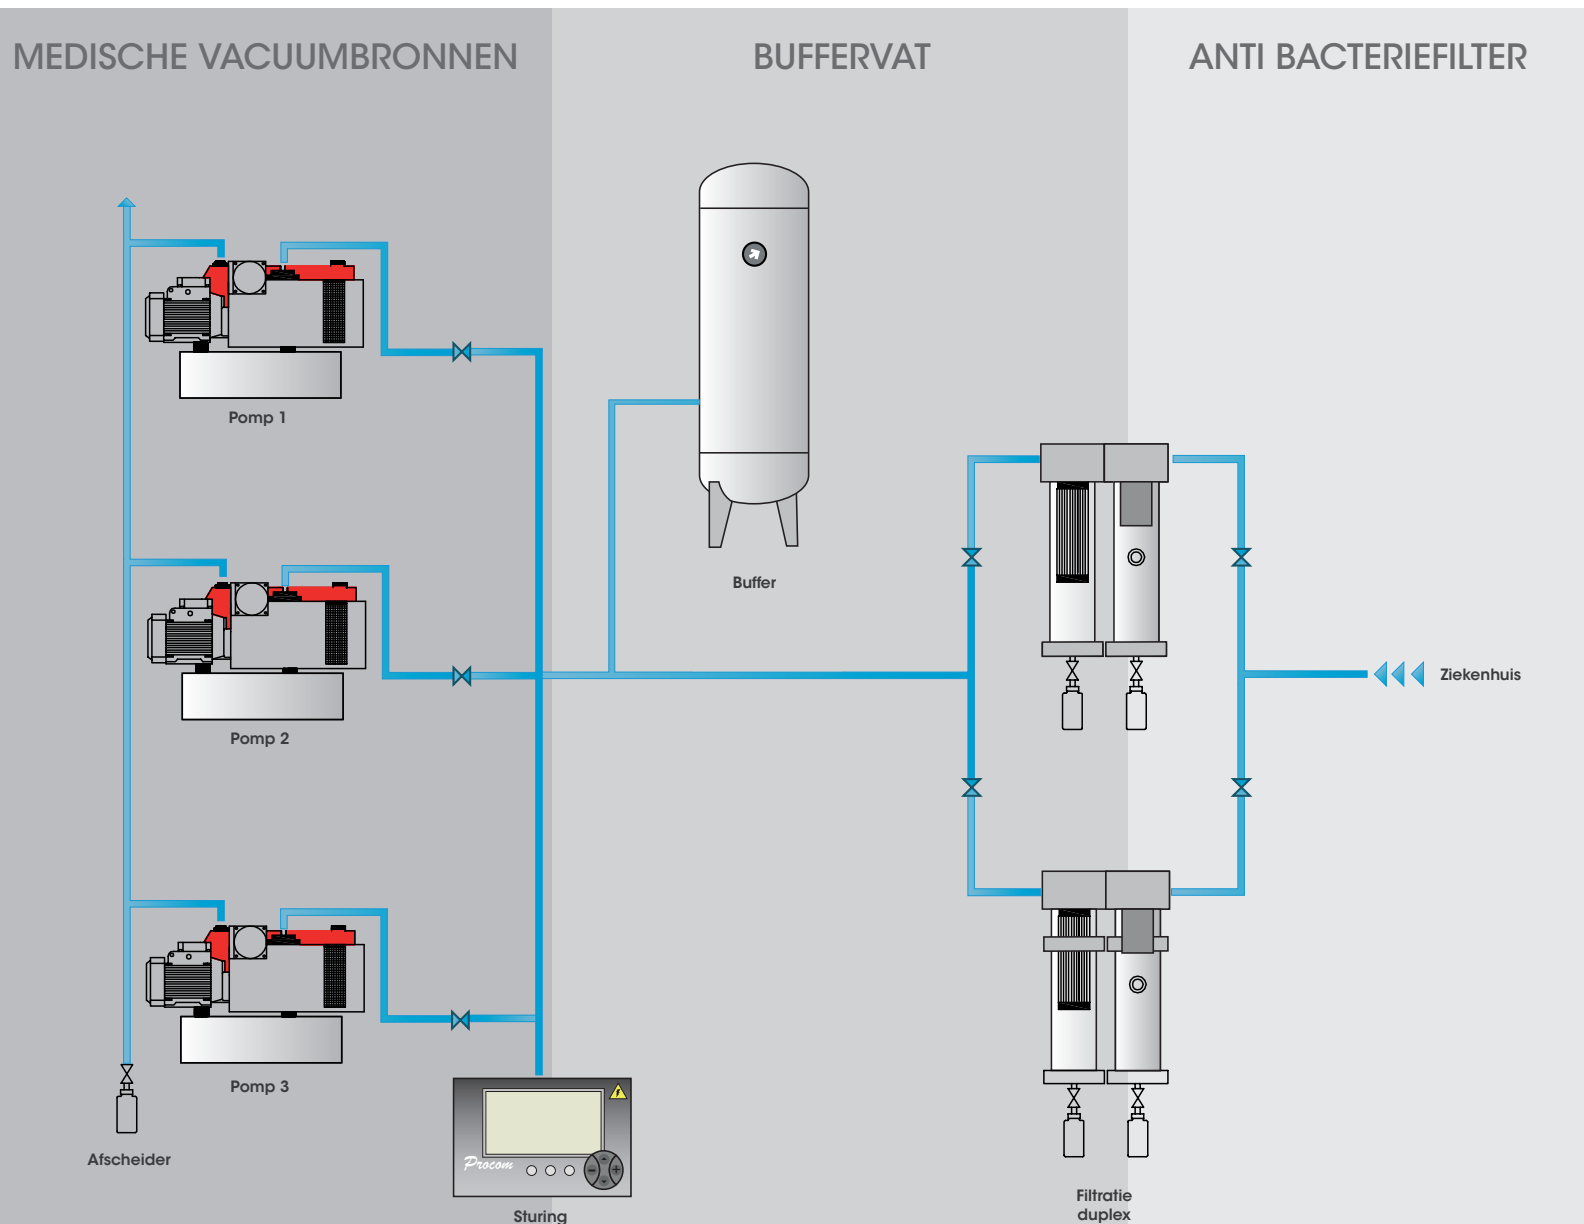 MEDISCHE VACUUMBRONNEN
BUFFERVAT
ANTI BACTERIEFILTER
Pomp 1
Buffer
Pomp 2
Ziekenhuis
Pomp 3
Afscheider
Procom
Sturing
Filtratie
duplex